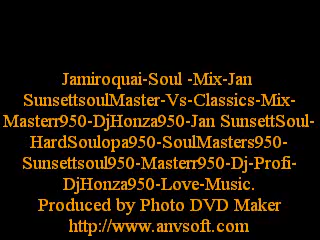 Jamiroquai-Soul -Mix-Jan
SunsettsoulMaster-Vs-Classics-Mix-
Masterr950-DjHonza950-Jan SunsettSoul-
HardSoulopa950-SoulMasters950-
Sunsettsoul950-Masterr950-Dj-Profi-
DjHonza950-Love-Music.
Produced by Photo DVD Maker
http://www.anvsoft.com